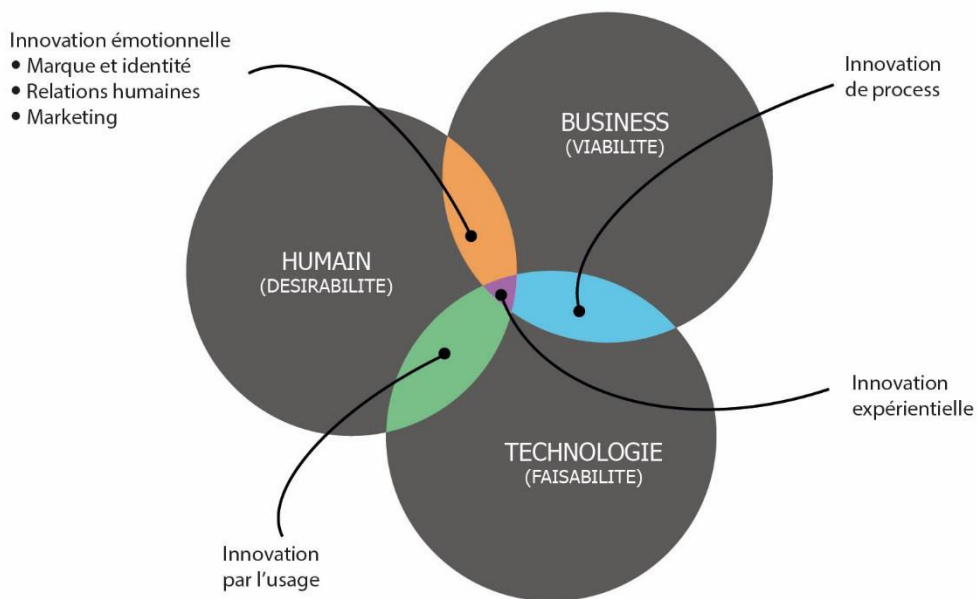 Innovation émotionnelle
• Marque et identité
• Relations humaines
• Marketing
Innovation
de process
BUSINESS
(VIABILITE)
HUMAIN
(DESIRABILITE)
Innovation
expérientielle
TECHNOLOGIE
(FAISABILITE)
Innovation
par l'usage